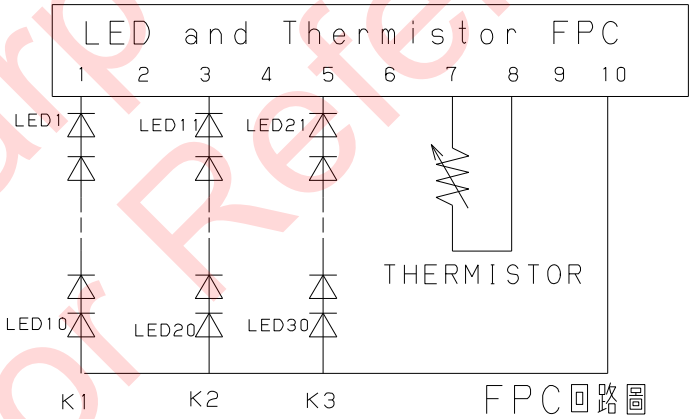 LED and Thermistor FPC
1 2 3 4 5 6 7 8 9 10
LED1 LED11 LED21
THERMISTOR
LED10 LED20 LED30
K1 K2 K3
FPC回路圖